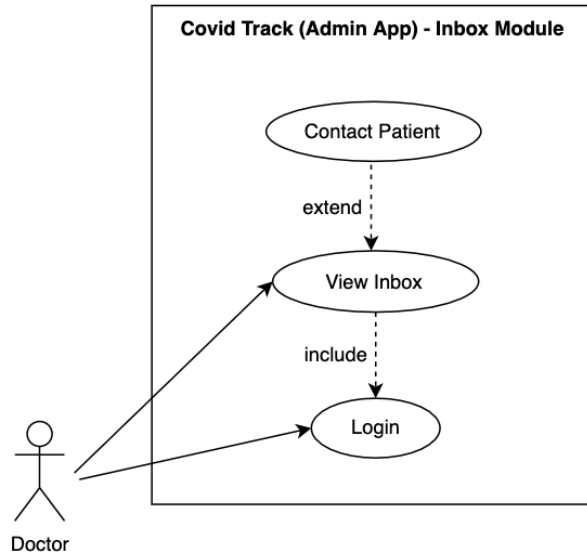 Covid Track (Admin App) - Inbox Module
Contact Patient
extend
View Inbox
include
Login
Doctor